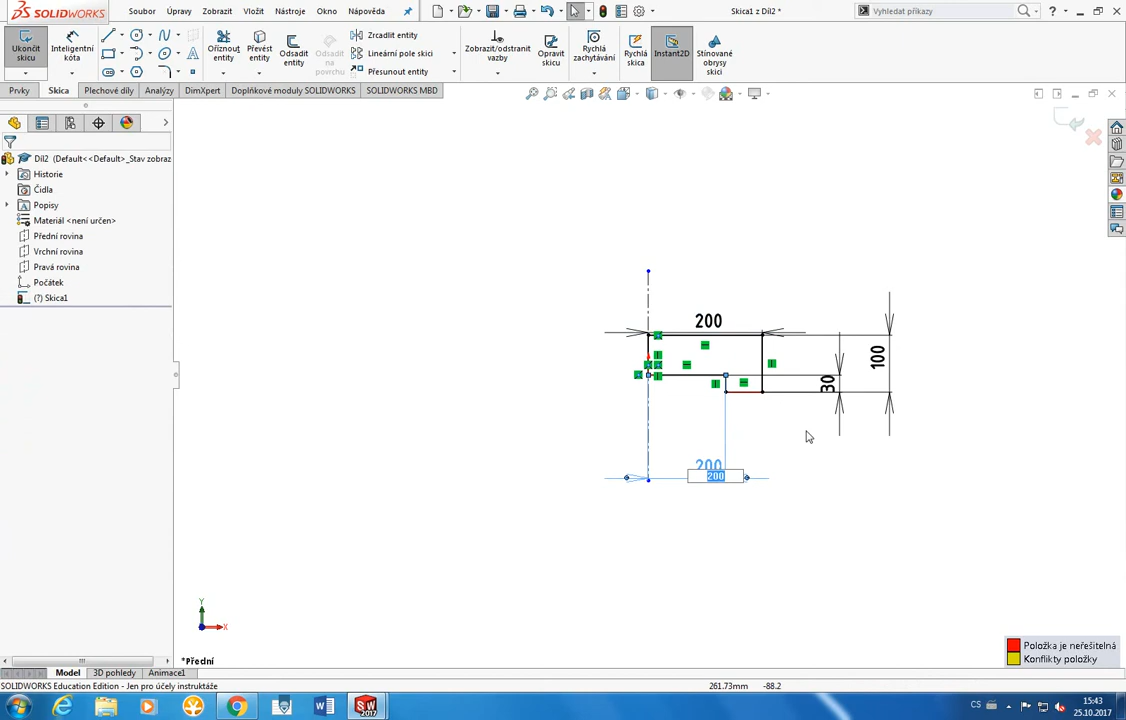 SOLIDWORKS
Soubor Úpravy Zobrazit Vložit Nástroje Okno Nápověda
Skica1 z Díl2 *
Vyhledat příkazy
Ukončit skicu
Inteligentní kóta
Oříznout entity
Převést entity
Odsadit entity
Odsadit na povrchu
Zrcadlit entity
Lineární pole skici
Přesunout entity
Zobrazit/odstranit vazby
Opravit skicu
Rychlá zachytávání
Rychlá skica
Instant2D
Stínované obrysy skici
Prvky Skica Plechové díly Analýzy DimXpert Doplňkové moduly SOLIDWORKS SOLIDWORKS MBD
Díl2 (Default<<Default>_Stav zobraz
Historie
Čidla
Popisy
Materiál <není určen>
Přední rovina
Vrchní rovina
Pravá rovina
Počátek
(?) Skica1
200
100
30
200
200
Y
X
*Přední
Položka je neřešitelná
Konflikty položky
Model 3D pohledy Animace1
SOLIDWORKS Education Edition - Jen pro účely instruktáže
261.73mm -88.2
CS
15:43
25.10.2017